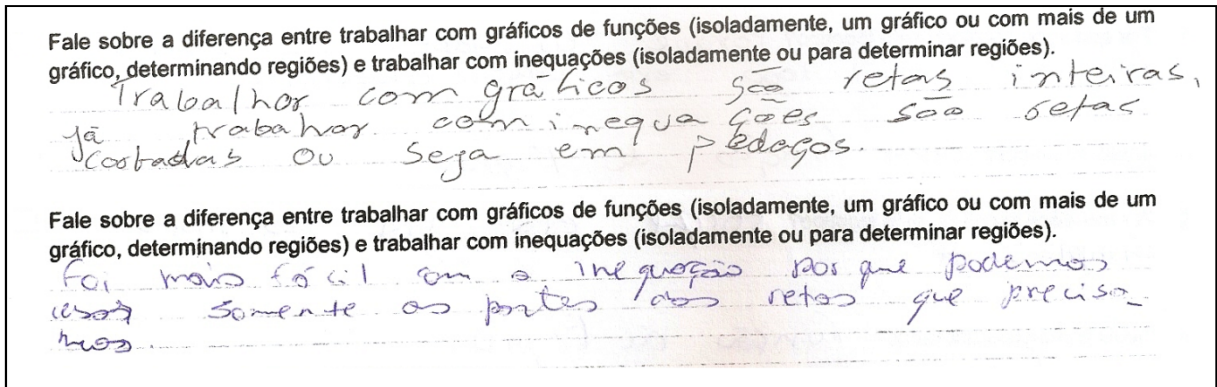 Fale sobre a diferença entre trabalhar com gráficos de funções (isoladamente, um gráfico ou com mais de um
gráfico, determinando regiões) e trabalhar com inequações (isoladamente ou para determinar regiões).
Trabalhar com gráficos são retas inteiras,
já trabahar com inequações são retas
cortadas ou seja em pedaços.
Fale sobre a diferença entre trabalhar com gráficos de funções (isoladamente, um gráfico ou com mais de um
gráfico, determinando regiões) e trabalhar com inequações (isoladamente ou para determinar regiões).
Foi mais fácil com a inequação por que podemos
usar somente as partes das retas que precisa_
mos.